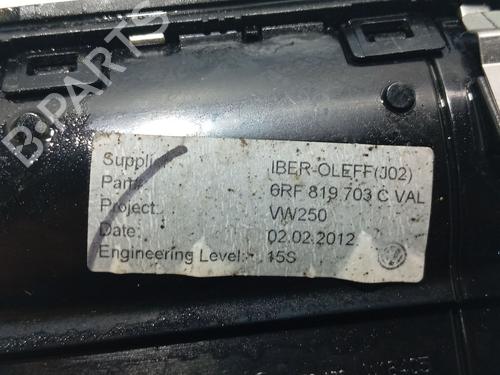 B-PARTS
Supplier: IBER-OLEFF(J02)
Part#: 6RF 819 703 C VAL
Project: VW250
Date: 02.02.2012
Engineering Level: 15S